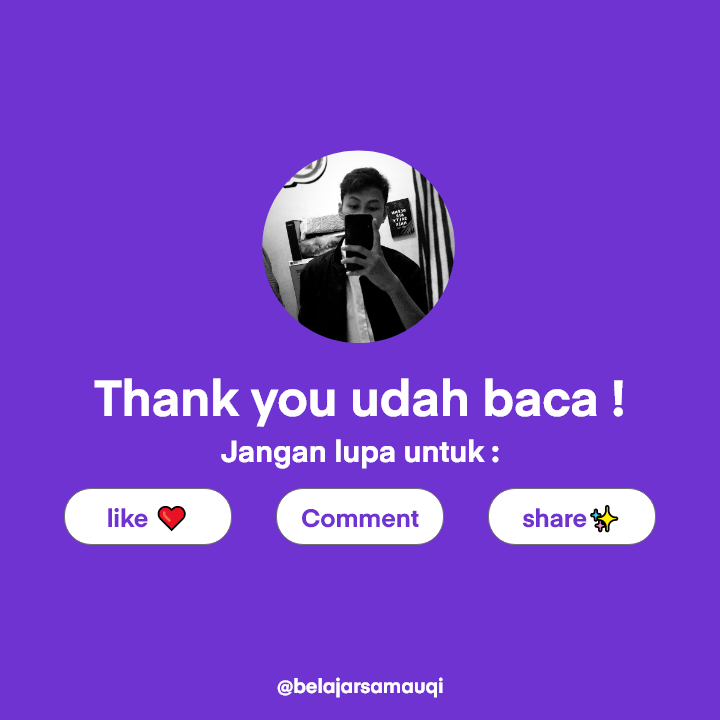 Thank you udah baca !
Jangan lupa untuk :
like ❤️
Comment
share✨
@belajarsamauqi